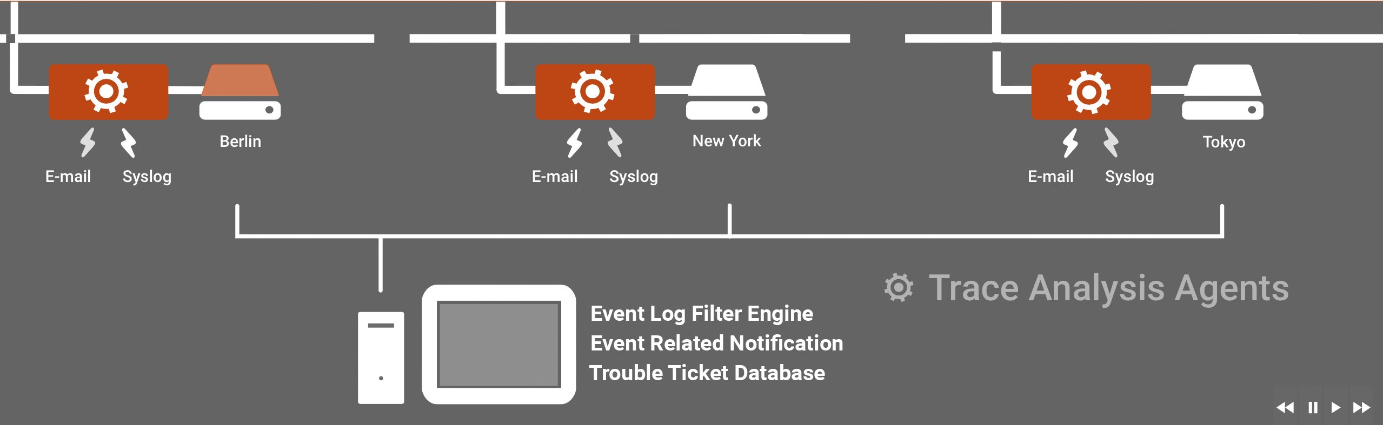 Berlin
E-mail
Syslog
New York
E-mail
Syslog
Tokyo
E-mail
Syslog
Trace Analysis Agents
Event Log Filter Engine
Event Related Notification
Trouble Ticket Database